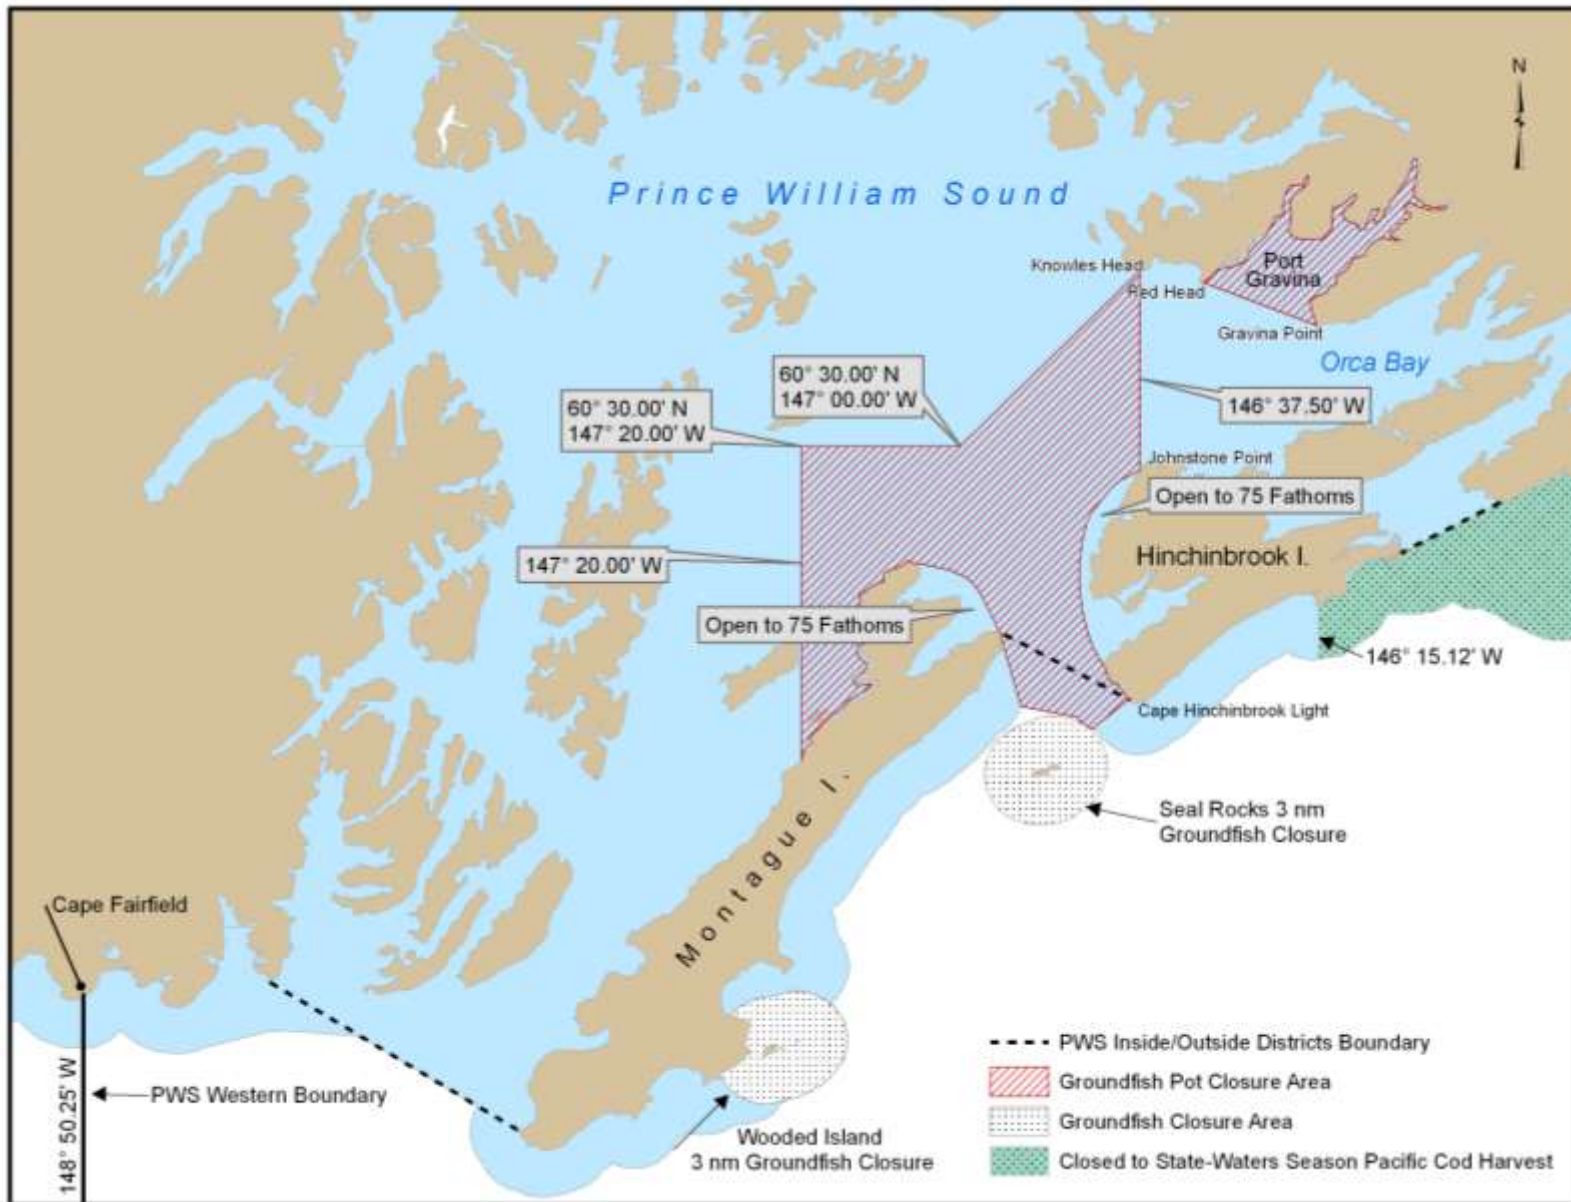 N
Prince William Sound
Knowles Head
Red Head
Port
Gravina
Gravina Point
Orca Bay
60° 30.00' N
147° 00.00' W
60° 30.00' N
147° 20.00' W
146° 37.50' W
Johnstone Point
Open to 75 Fathoms
147° 20.00' W
Hinchinbrook I.
Open to 75 Fathoms
146° 15.12' W
Cape Hinchinbrook Light
Montague I.
Seal Rocks 3 nm
Groundfish Closure
Cape Fairfield
148° 50.25' W
PWS Western Boundary
Wooded Island
3 nm Groundfish Closure
PWS Inside/Outside Districts Boundary
Groundfish Pot Closure Area
Groundfish Closure Area
Closed to State-Waters Season Pacific Cod Harvest